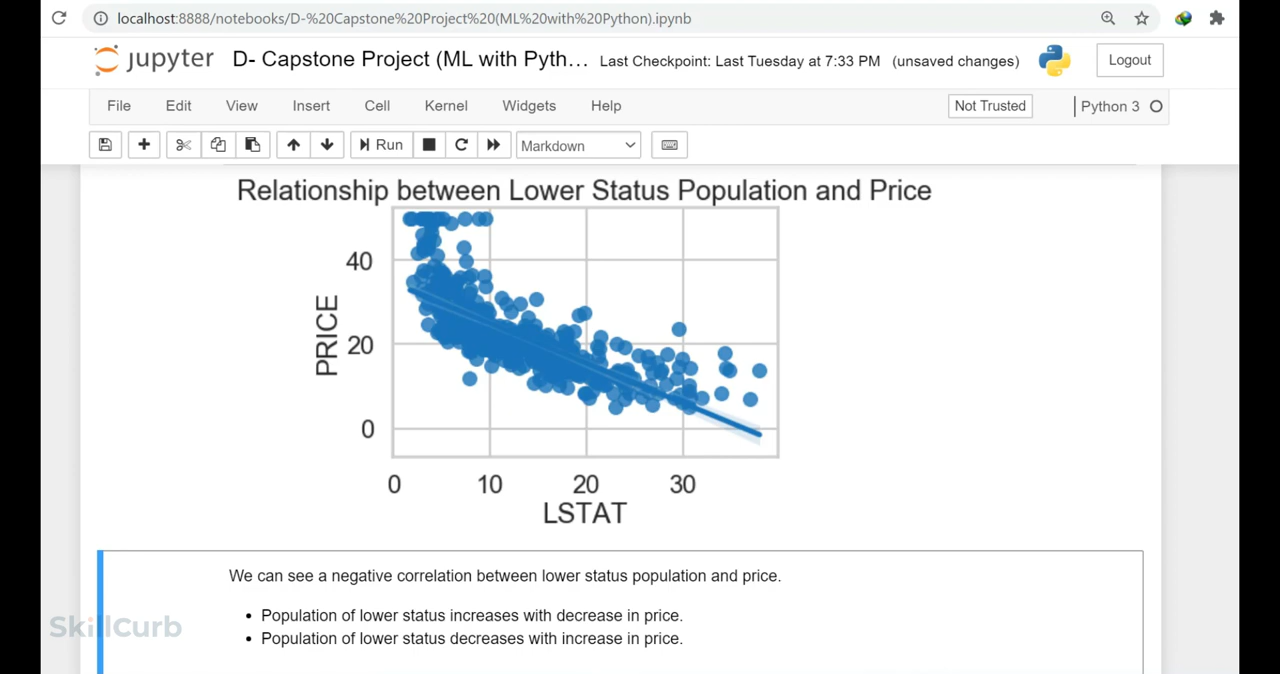 localhost:8888/notebooks/D-%20Capstone%20Project%20(ML%20with%20Python).ipynb
jupyter D- Capstone Project (ML with Pyth... Last Checkpoint: Last Tuesday at 7:33 PM (unsaved changes) Logout
File Edit View Insert Cell Kernel Widgets Help Not Trusted Python 3
Run Markdown
Relationship between Lower Status Population and Price
40
20
0
PRICE
0 10 20 30
LSTAT
We can see a negative correlation between lower status population and price.
• Population of lower status increases with decrease in price.
• Population of lower status decreases with increase in price.
SkillCurb